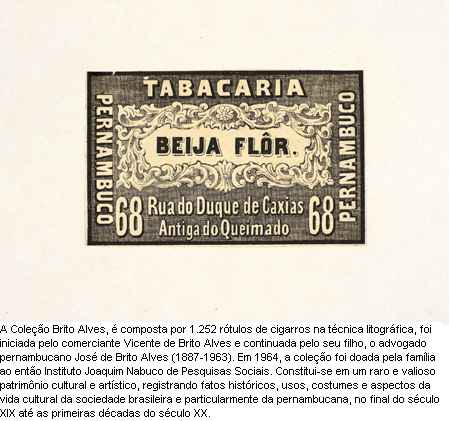 TABACARIA
PERNAMBUCO
BEIJA FLÔR.
PERNAMBUCO
68 Rua do Duque de Caxias 68
Antiga do Queimado
A Coleção Brito Alves, é composta por 1.252 rótulos de cigarros na técnica litográfica, foi
iniciada pelo comerciante Vicente de Brito Alves e continuada pelo seu filho, o advogado
pernambucano José de Brito Alves (1887-1963). Em 1964, a coleção foi doada pela família
ao então Instituto Joaquim Nabuco de Pesquisas Sociais. Constitui-se em um raro e valioso
patrimônio cultural e artístico, registrando fatos históricos, usos, costumes e aspectos da
vida cultural da sociedade brasileira e particularmente da pernambucana, no final do século
XIX até as primeiras décadas do século XX.